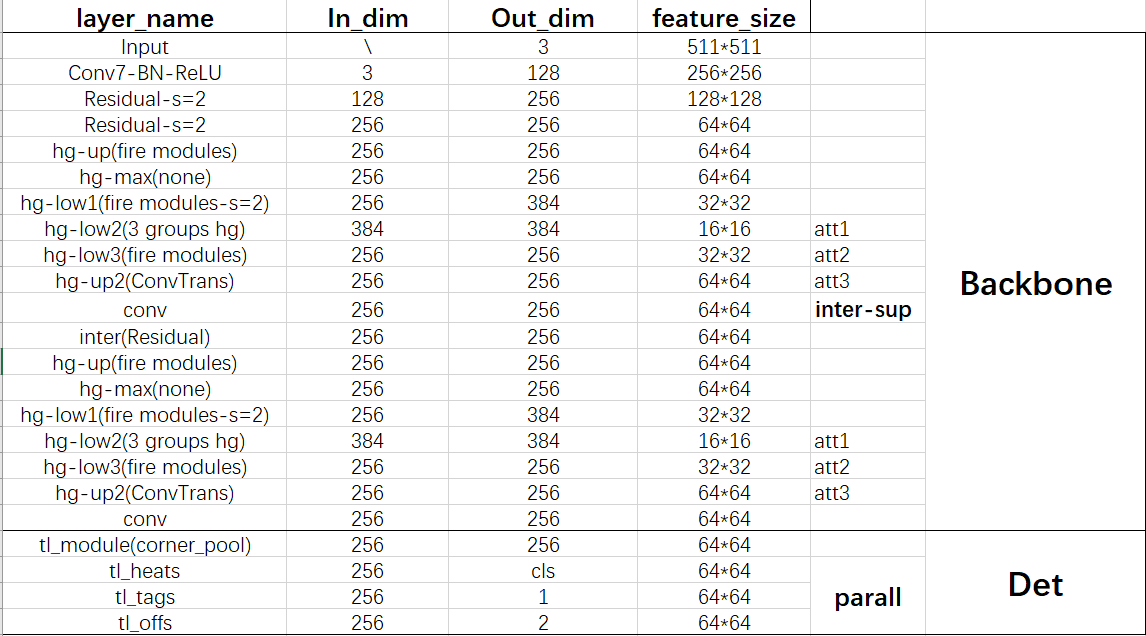 layer_name In_dim Out_dim feature_size
Input \ 3 511*511
Conv7-BN-ReLU 3 128 256*256
Residual-s=2 128 256 128*128
Residual-s=2 256 256 64*64
hg-up(fire modules) 256 256 64*64
hg-max(none) 256 256 64*64
hg-low1(fire modules-s=2) 256 384 32*32
hg-low2(3 groups hg) 384 384 16*16 att1
hg-low3(fire modules) 256 256 32*32 att2
hg-up2(ConvTrans) 256 256 64*64 att3
Backbone
conv 256 256 64*64 inter-sup
inter(Residual) 256 256 64*64
hg-up(fire modules) 256 256 64*64
hg-max(none) 256 256 64*64
hg-low1(fire modules-s=2) 256 384 32*32
hg-low2(3 groups hg) 384 384 16*16 att1
hg-low3(fire modules) 256 256 32*32 att2
hg-up2(ConvTrans) 256 256 64*64 att3
conv 256 256 64*64
tl_module(corner_pool) 256 256 64*64
tl_heats 256 cls 64*64
Det
tl_tags 256 1 64*64 parall
tl_offs 256 2 64*64